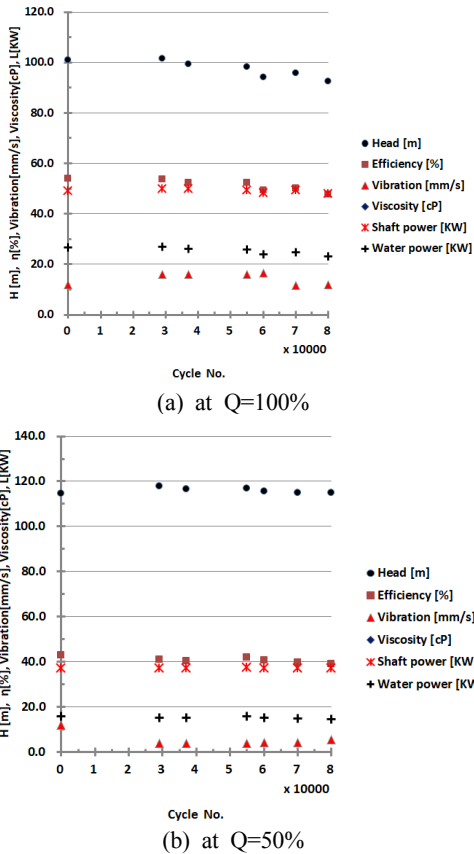 120.0
100.0
80.0
60.0
40.0
20.0
0.0
H [m], η[%], Vibration[mm/s], Viscosity[cP], L[KW]
0 1 2 3 4 5 6 7 8
x 10000
Cycle No.
Head [m]
Efficiency [%]
Vibration [mm/s]
Viscosity [cP]
Shaft power [KW]
Water power [KW]
(a) at Q=100%
140.0
120.0
100.0
80.0
60.0
40.0
20.0
0.0
H [m], η[%], Vibration[mm/s], Viscosity[cP], L[KW]
0 1 2 3 4 5 6 7 8
x 10000
Cycle No.
Head [m]
Efficiency [%]
Vibration [mm/s]
Viscosity [cP]
Shaft power [KW
Water power [KW
(b) at Q=50%